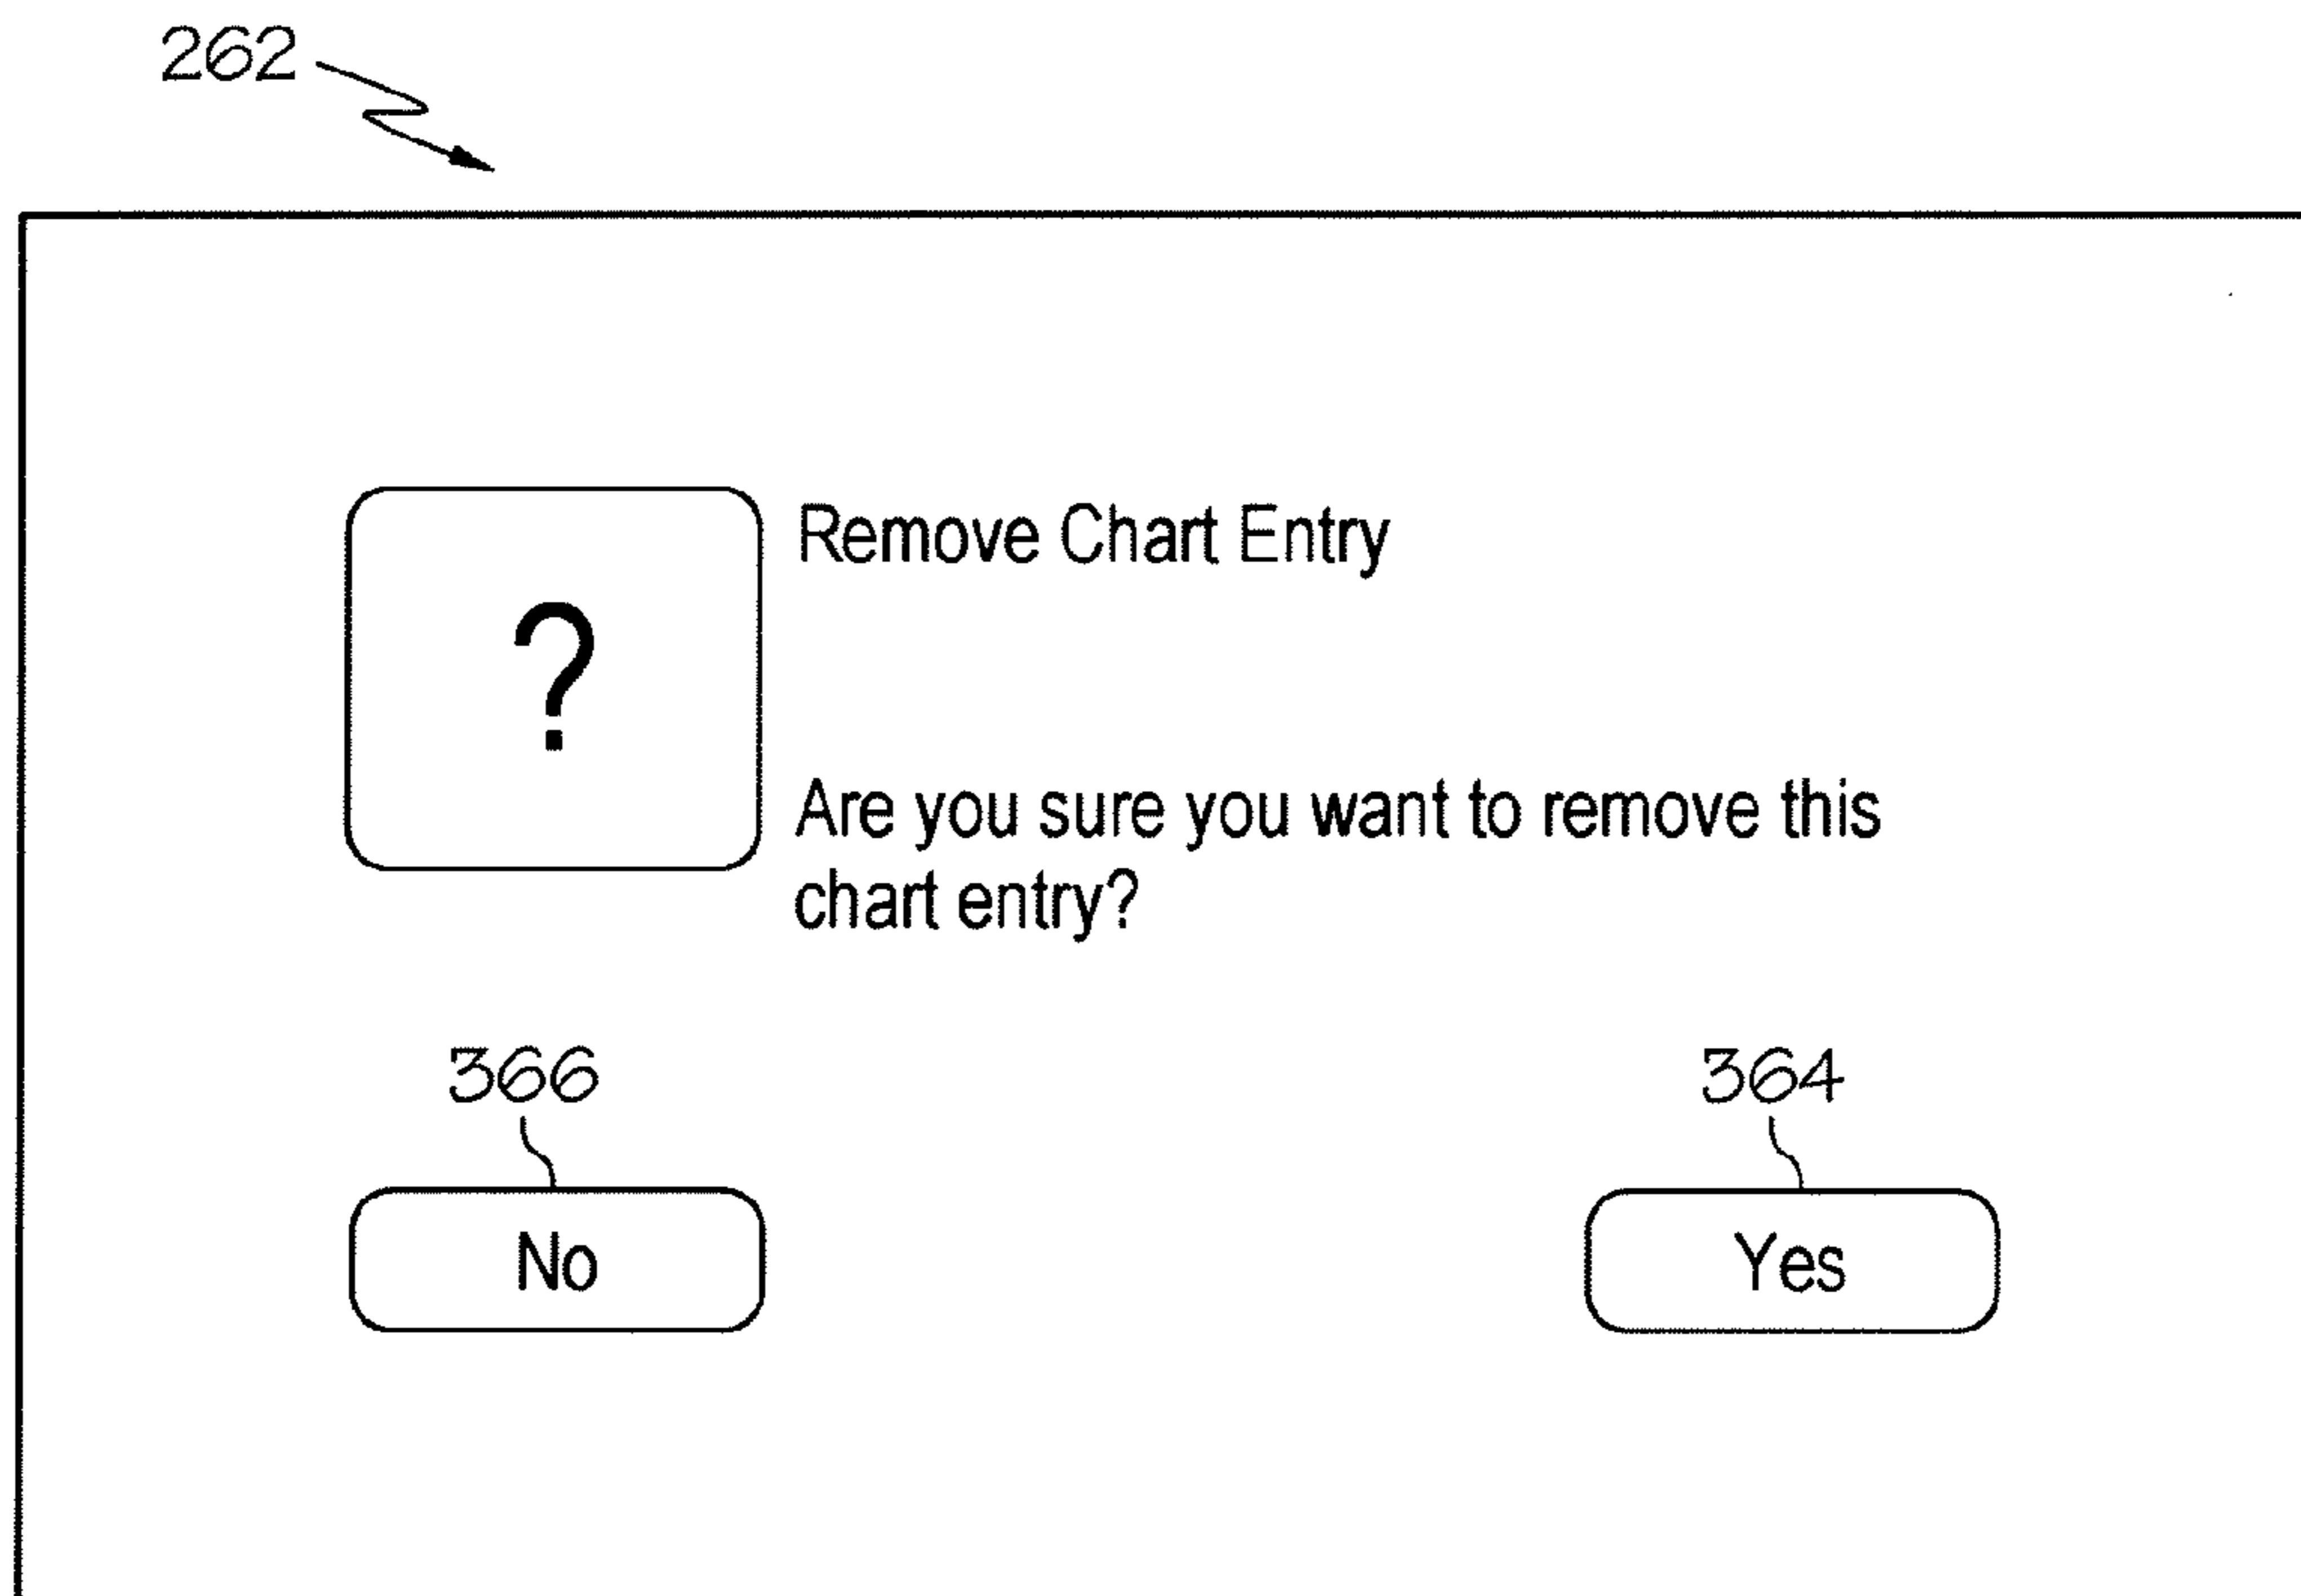 262
Remove Chart Entry
?
Are you sure you want to remove this
chart entry?
366
364
No
Yes